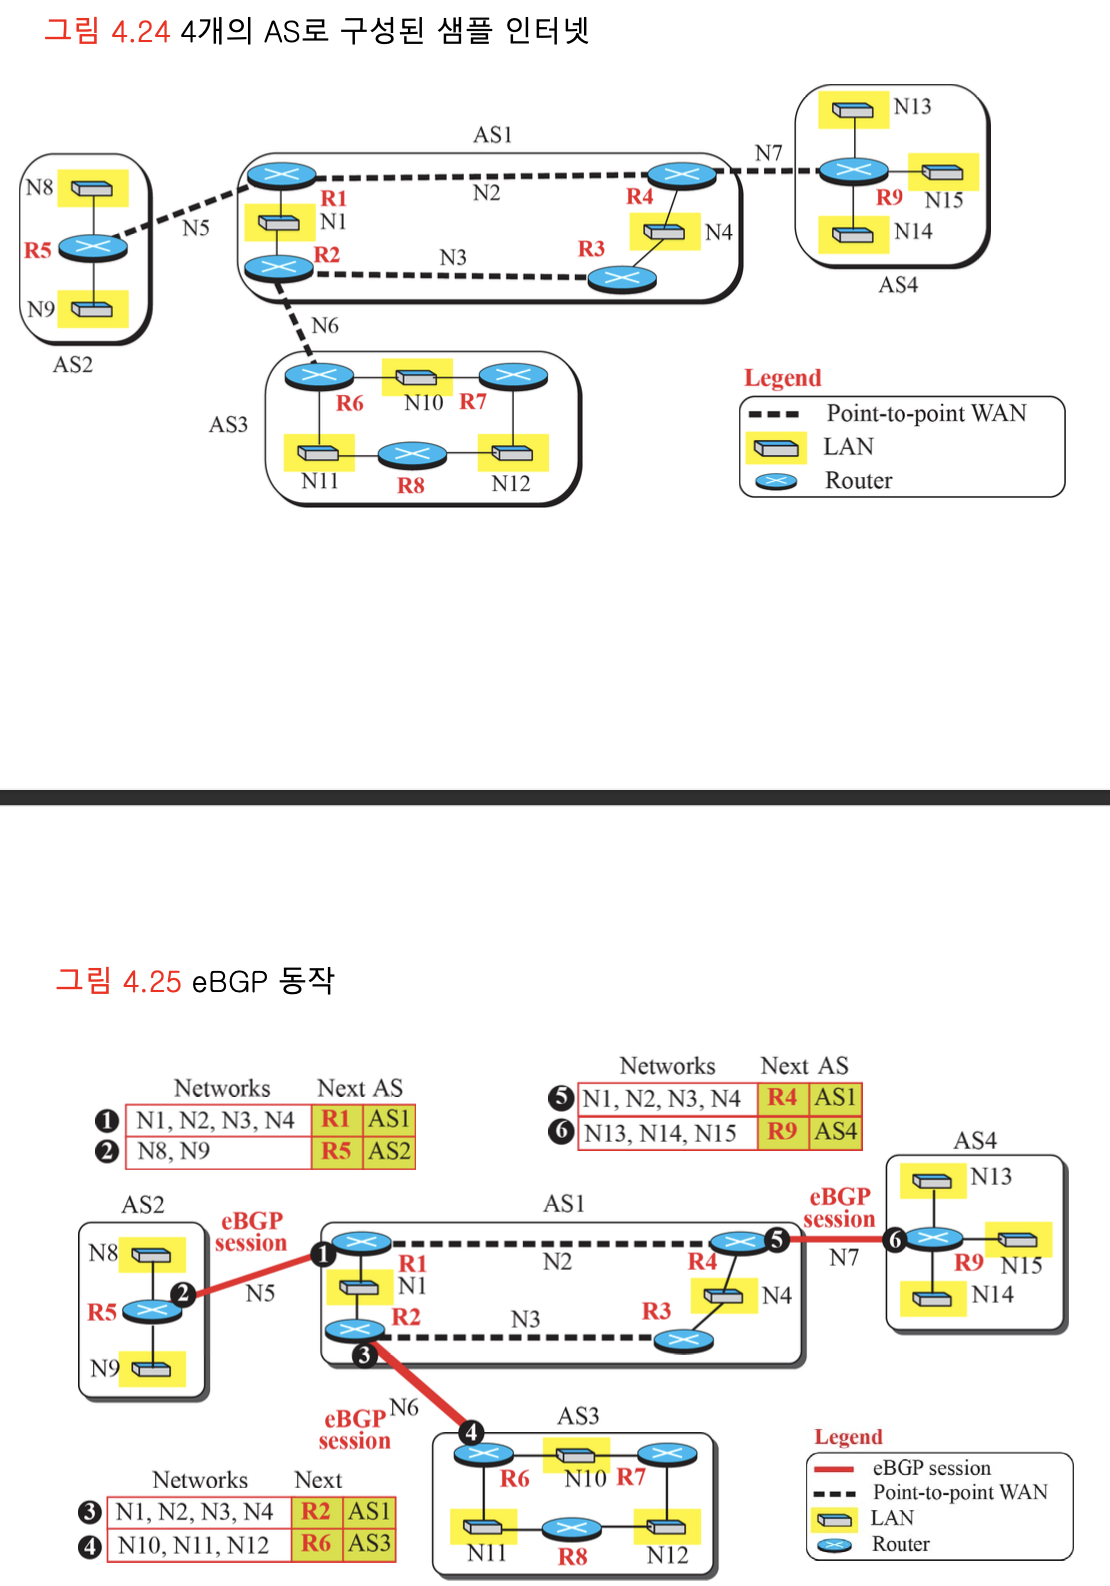 그림 4.24 4개의 AS로 구성된 샘플 인터넷
AS1
N13
N7
N8
R1
N2
R4
R9
N15
N5
N1
N4
N14
R5
R2
N3
R3
AS4
N9
N6
AS2
R6
N10
R7
AS3
N11
R8
N12
Legend
Point-to-point WAN
LAN
Router
그림 4.25 eBGP 동작
Networks Next AS
1 N1, N2, N3, N4 R1 AS1
2 N8, N9 R5 AS2
Networks Next AS
5 N1, N2, N3, N4 R4 AS1
6 N13, N14, N15 R9 AS4
AS4
AS2
AS1
N13
eBGP
session
eBGP
session
N8
1
R1
N2
R4
5
N7
6
R9
N15
2
N5
N1
N4
N14
R5
R2
N3
R3
N9
3
N6
eBGP
session
4
AS3
R6
N10
R7
N11
R8
N12
Networks Next
3 N1, N2, N3, N4 R2 AS1
4 N10, N11, N12 R6 AS3
Legend
eBGP session
Point-to-point WAN
LAN
Router